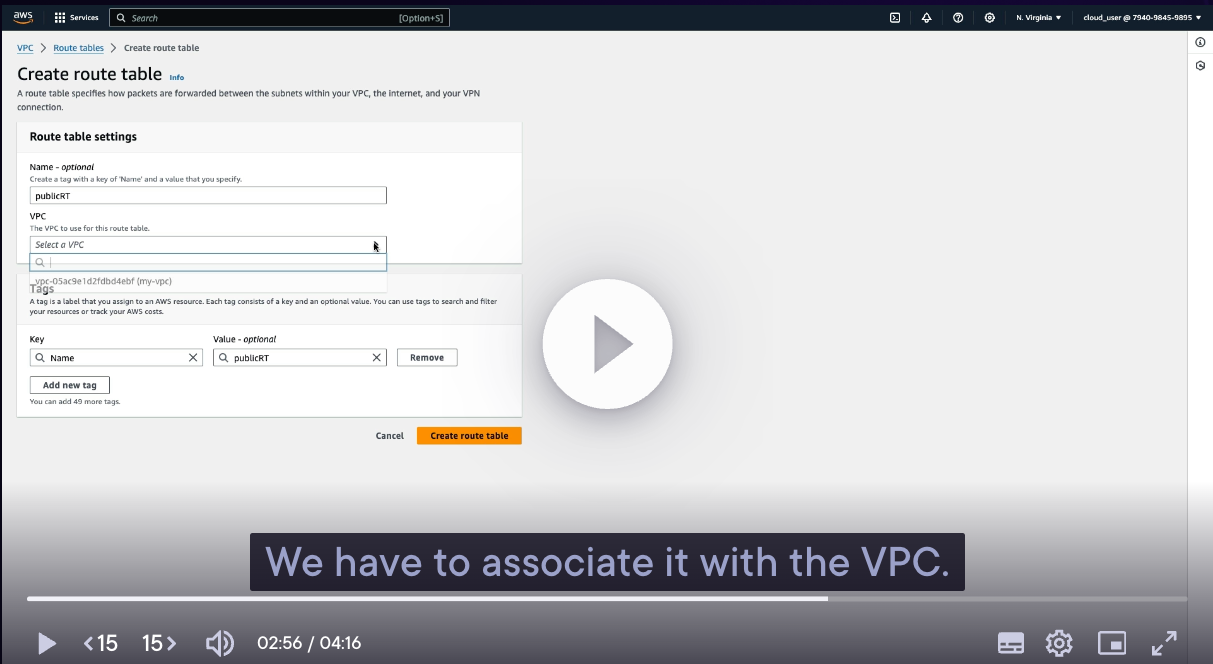 aws
Services
Search
[Option+S]
N. Virginia
cloud_user @ 7940-9845-9895
VPC
Route tables
Create route table
Create route table Info
A route table specifies how packets are forwarded between the subnets within your VPC, the internet, and your VPN
connection.
Route table settings
Name - optional
Create a tag with a key of 'Name' and a value that you specify.
publicRT
VPC
The VPC to use for this route table.
Select a VPC
vpc-05ac9e1d2fdbd4ebf (my-vpc)
Tags
A tag is a label that you assign to an AWS resource. Each tag consists of a key and an optional value. You can use tags to search and filter
your resources or track your AWS costs.
Key
Value - optional
Name
publicRT
Remove
Add new tag
You can add 49 more tags.
Cancel
Create route table
We have to associate it with the VPC.
<15
15>
02:56 / 04:16